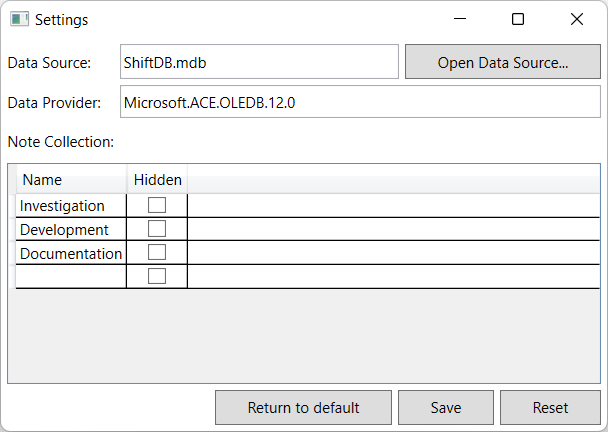 Settings
Data Source: ShiftDB.mdb Open Data Source...
Data Provider: Microsoft.ACE.OLEDB.12.0
Note Collection:
Name Hidden
Investigation
Development
Documentation
Return to default Save Reset